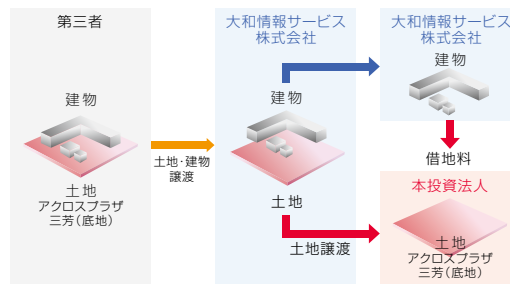 第三者
建物
土地
アクロスプラザ
三芳（底地）
土地・建物
譲渡
大和情報サービス
株式会社
建物
土地
土地譲渡
大和情報サービス
株式会社
建物
借地料
本投資法人
土地
アクロスプラザ
三芳（底地）